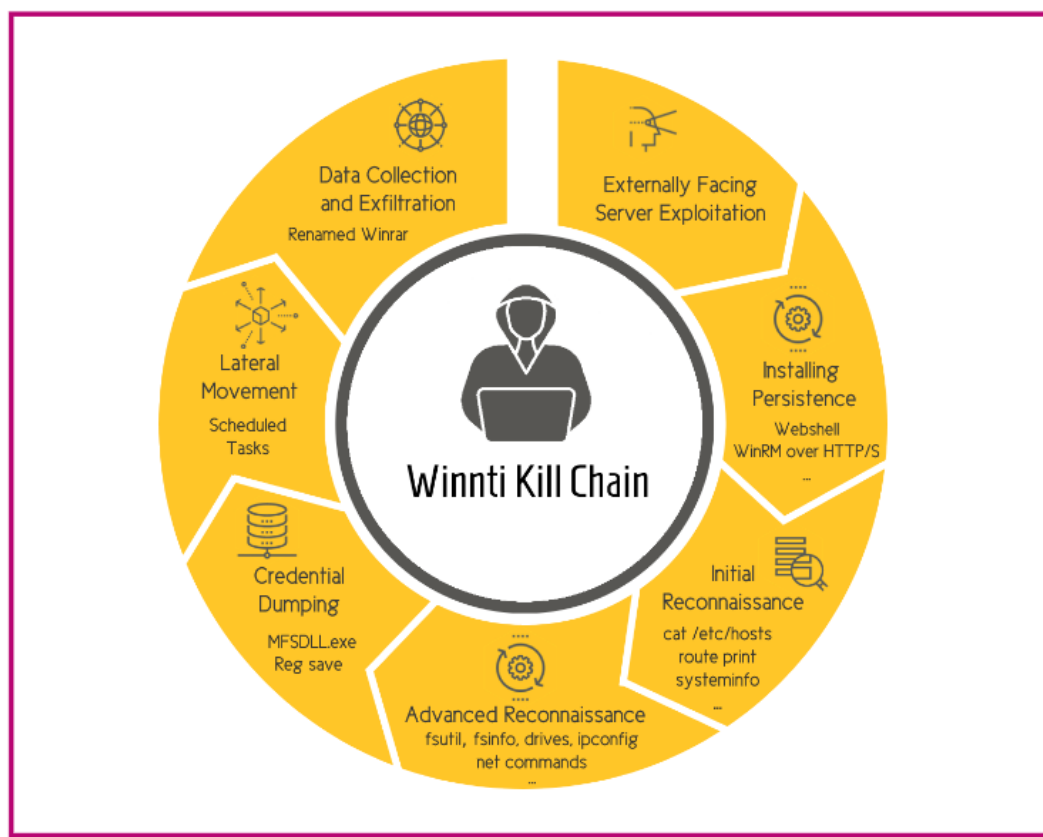 Externally Facing
Server Exploitation
Installing
Persistence
Webshell
WinRM over HTTP/S
...
Initial
Reconnaissance
cat /etc/hosts
route print
systeminfo
...
Advanced Reconnaissance
fsutil, fsinfo, drives, ipconfig
net commands
...
Credential
Dumping
MFSDLL.exe
Reg save
Lateral
Movement
Scheduled
Tasks
Data Collection
and Exfiltration
Renamed Winrar
Winnti Kill Chain